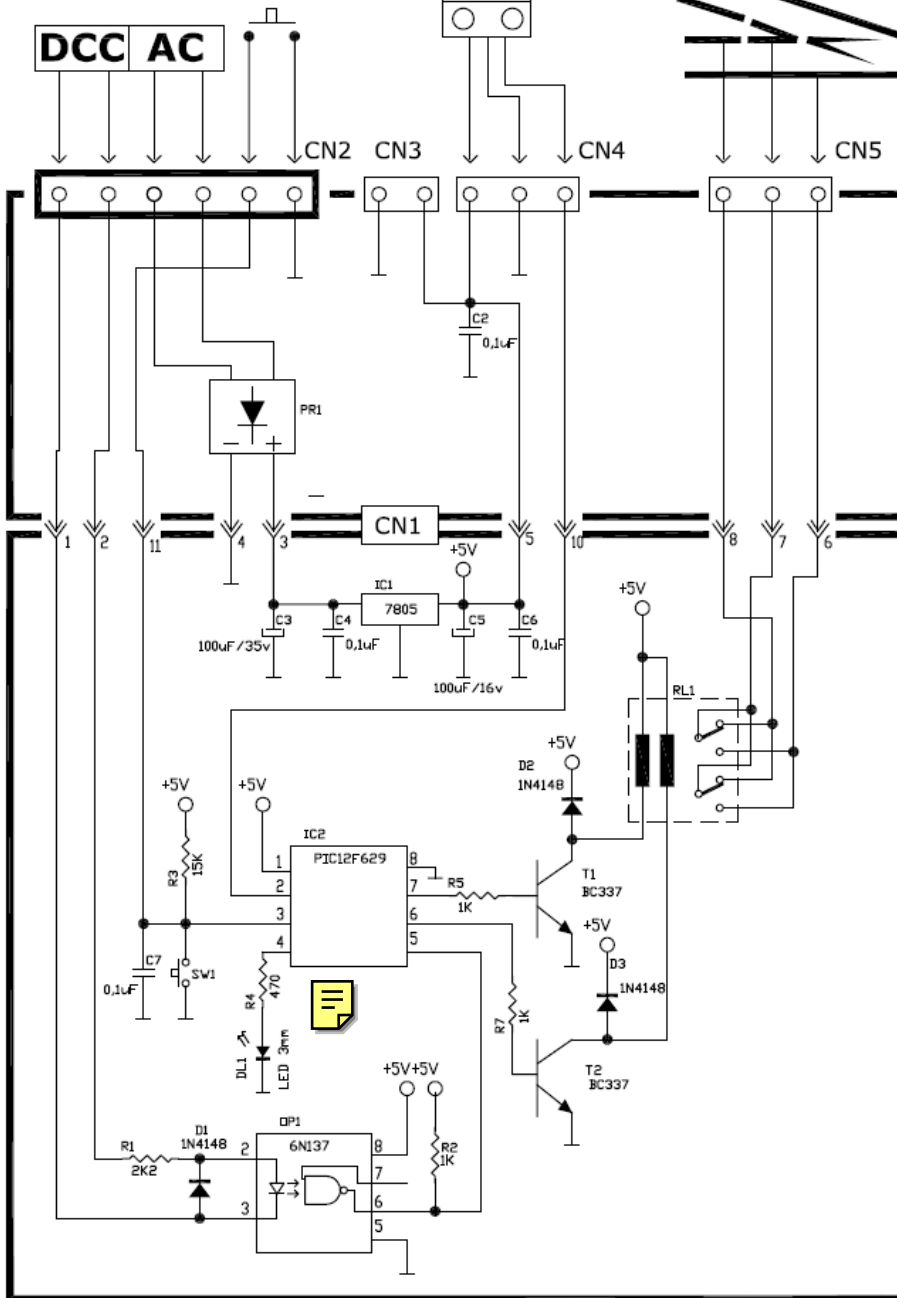 DCC AC
CN2 CN3 CN4 CN5
C2
0,1uF
PR1
- +
CN1
1 2 11 4 3 5 10 8 7 6
+5V
IC1
7805
C3
100uF/35v
C4
0,1uF
C5
100uF/16v
C6
0,1uF
+5V
RL1
+5V
D2
1N4148
+5V
+5V
R3
15K
IC2
PIC12F629
1
2
3
4
8
7
6
5
R5
1K
T1
BC337
+5V
D3
1N4148
C7
0,1uF
SW1
R4
470
R7
1K
DL1
LED 3mm
T2
BC337
+5V+5V
OP1
6N137
D1
1N4148
R1
2K2
2
3
8
7
6
5
R2
1K